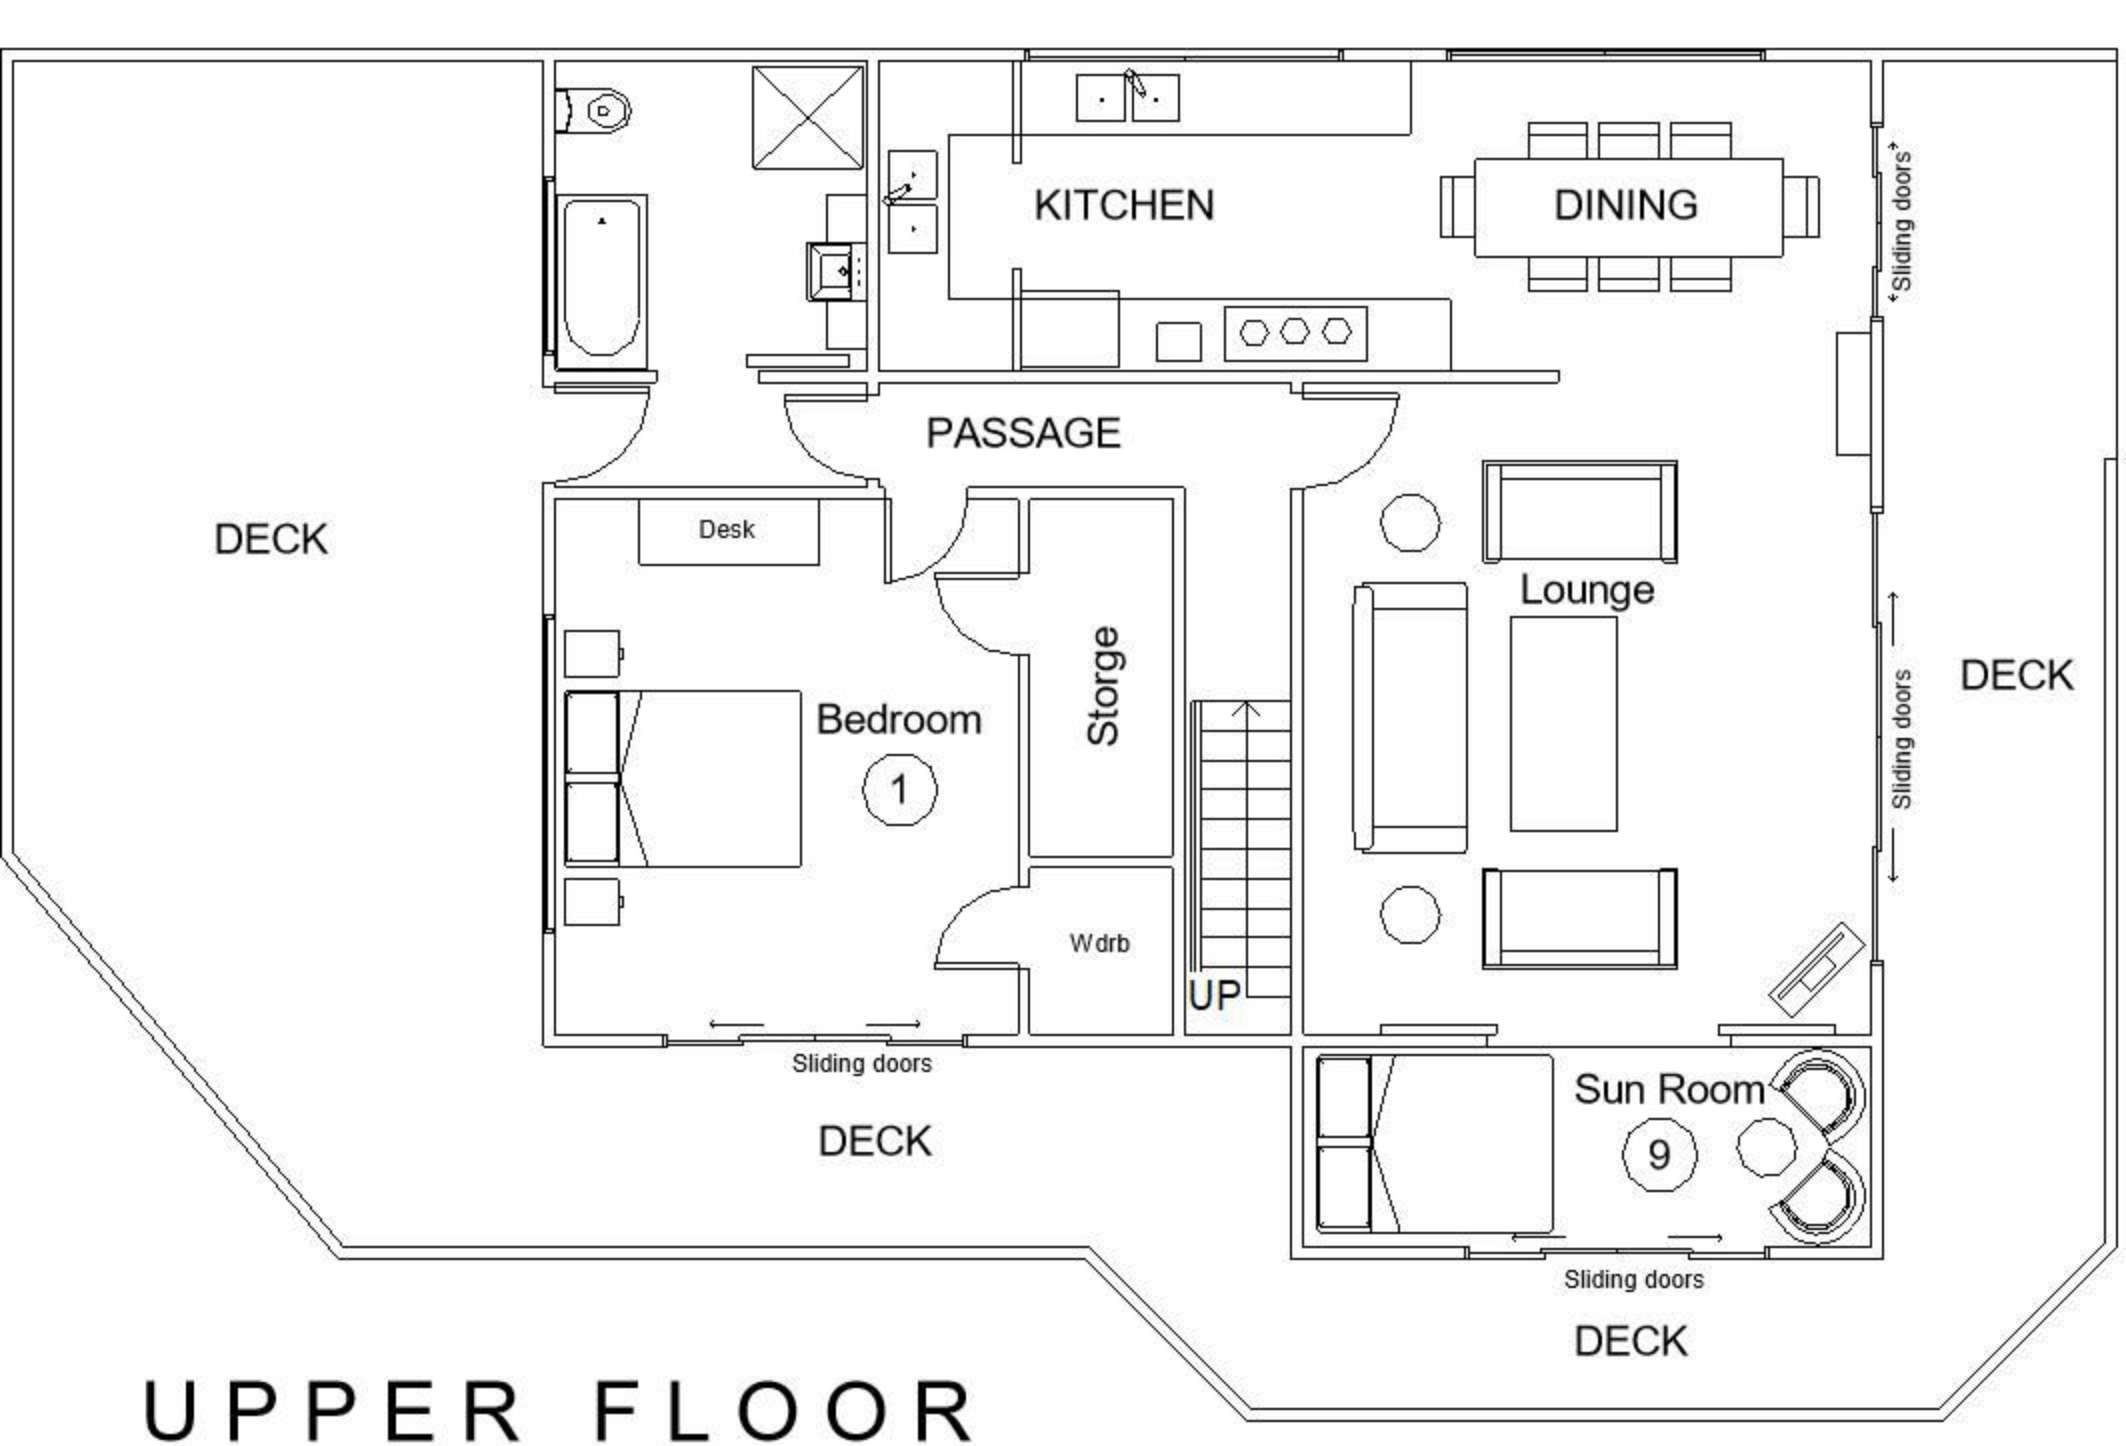 KITCHEN
DINING
Sliding doors
PASSAGE
DECK
Desk
Lounge
Storge
Bedroom
1
DECK
Sliding doors
Wdrb
UP
Sliding doors
Sun Room
9
DECK
Sliding doors
DECK
UPPER FLOOR